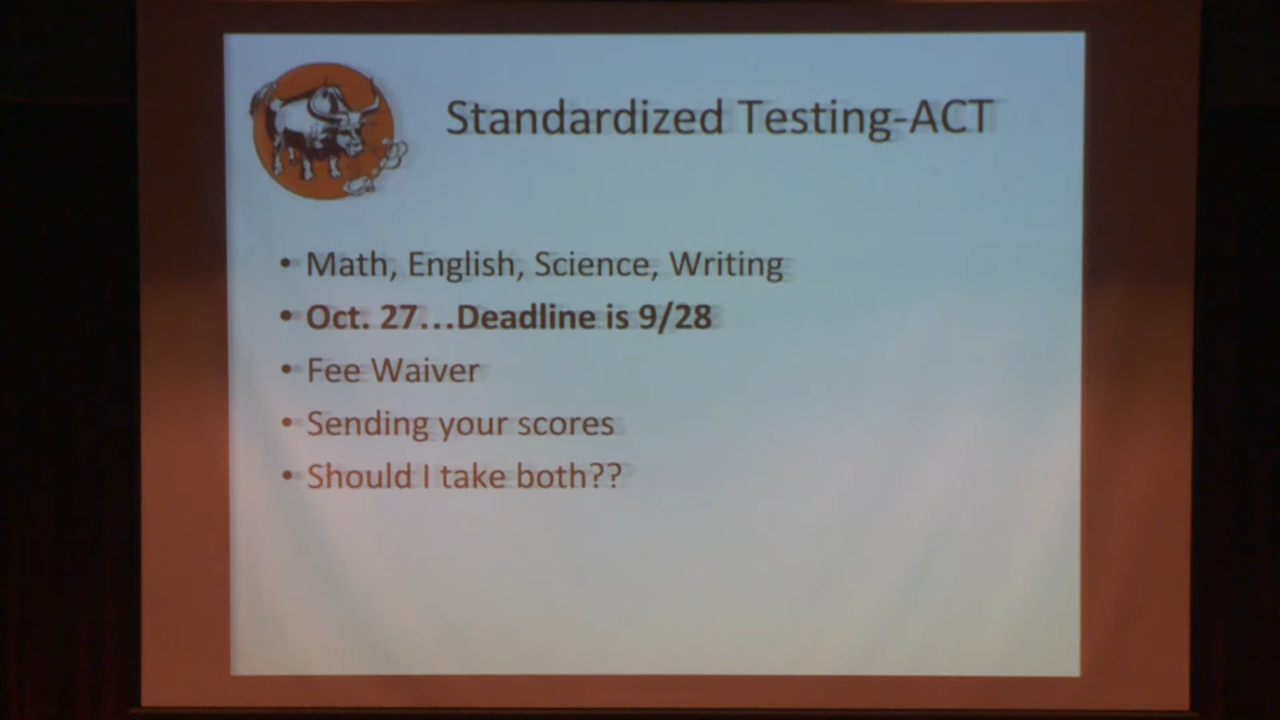 Standardized Testing-ACT
• Math, English, Science, Writing
• Oct. 27...Deadline is 9/28
• Fee Waiver
• Sending your scores
• Should I take both??